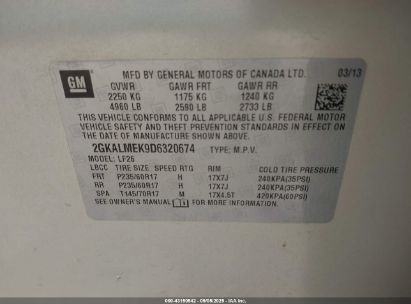 GM
MFD BY GENERAL MOTORS OF CANADA LTD. 03/13
GVWR GAWR FRT GAWR RR
2250 KG 1175 KG 1240 KG
4960 LB 2590 LB 2733 LB
THIS VEHICLE CONFORMS TO ALL APPLICABLE U.S. FEDERAL MOTOR
VEHICLE SAFETY, BUMPER, AND THEFT PREVENTION STANDARDS IN EFFECT ON
THE DATE OF MANUFACTURE SHOWN ABOVE.
2GKALMEK9D6320674 TYPE: M.P.V.
MODEL: LF26
LBCC TIRE SIZE SPEED RTG RIM COLD TIRE PRESSURE
FRT P235/60R17 H 17X7J 240KPA(35PSI)
RR P235/60R17 H 17X7J 240KPA(35PSI)
SPA T145/70R17 M 17X4.5T 420KPA(60PSI)
SEE OWNER'S MANUAL FOR MORE INFORMATION.